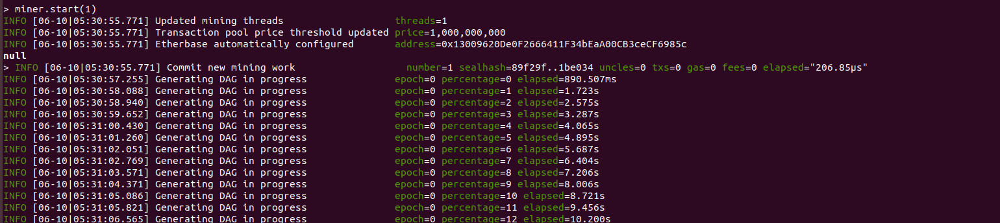 > miner.start(1)
INFO [06-10|05:30:55.771] Updated mining threads threads=1
INFO [06-10|05:30:55.771] Transaction pool price threshold updated price=1,000,000,000
INFO [06-10|05:30:55.771] Etherbase automatically configured address=0x13009620De0F2666411F34bEaA00CB3ceCF6985c
null
> INFO [06-10|05:30:55.771] Commit new mining work number=1 sealhash=89f29f..1be034 uncles=0 txs=0 gas=0 fees=0 elapsed="206.85µs"
INFO [06-10|05:30:57.255] Generating DAG in progress epoch=0 percentage=0 elapsed=890.507ms
INFO [06-10|05:30:58.088] Generating DAG in progress epoch=0 percentage=1 elapsed=1.723s
INFO [06-10|05:30:58.940] Generating DAG in progress epoch=0 percentage=2 elapsed=2.575s
INFO [06-10|05:30:59.652] Generating DAG in progress epoch=0 percentage=3 elapsed=3.287s
INFO [06-10|05:31:00.430] Generating DAG in progress epoch=0 percentage=4 elapsed=4.065s
INFO [06-10|05:31:01.260] Generating DAG in progress epoch=0 percentage=5 elapsed=4.895s
INFO [06-10|05:31:02.051] Generating DAG in progress epoch=0 percentage=6 elapsed=5.687s
INFO [06-10|05:31:02.769] Generating DAG in progress epoch=0 percentage=7 elapsed=6.404s
INFO [06-10|05:31:03.571] Generating DAG in progress epoch=0 percentage=8 elapsed=7.206s
INFO [06-10|05:31:04.371] Generating DAG in progress epoch=0 percentage=9 elapsed=8.006s
INFO [06-10|05:31:05.086] Generating DAG in progress epoch=0 percentage=10 elapsed=8.721s
INFO [06-10|05:31:05.821] Generating DAG in progress epoch=0 percentage=11 elapsed=9.456s
INFO [06-10|05:31:06.565] Generating DAG in progress epoch=0 percentage=12 elapsed=10.200s